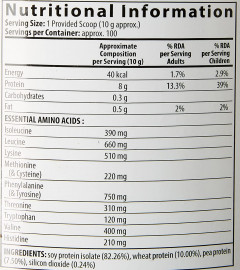 Nutritional Information
Serving Size: 1 Provided Scoop (10 g approx.)
Servings per Container: approx. 100
Approximate Composition per Serving (10 g) % RDA per Serving Adults % RDA per Serving Children
Energy 40 kcal 1.7% 2.9%
Protein 8 g 13.3% 39%
Carbohydrates 0.3 g
Fat 0.5 g 2% 2%
ESSENTIAL AMINO ACIDS :
Isoleucine 390 mg
Leucine 660 mg
Lysine 510 mg
Methionine
(& Cysteine) 220 mg
Phenylalanine
(& Tyrosine) 750 mg
Threonine 310 mg
Tryptophan 120 mg
Valine 400 mg
Histidine 210 mg
INGREDIENTS: soy protein isolate (82.26%), wheat protein (10.00%), pea protein
(7.50%), silicon dioxide (0.24%)